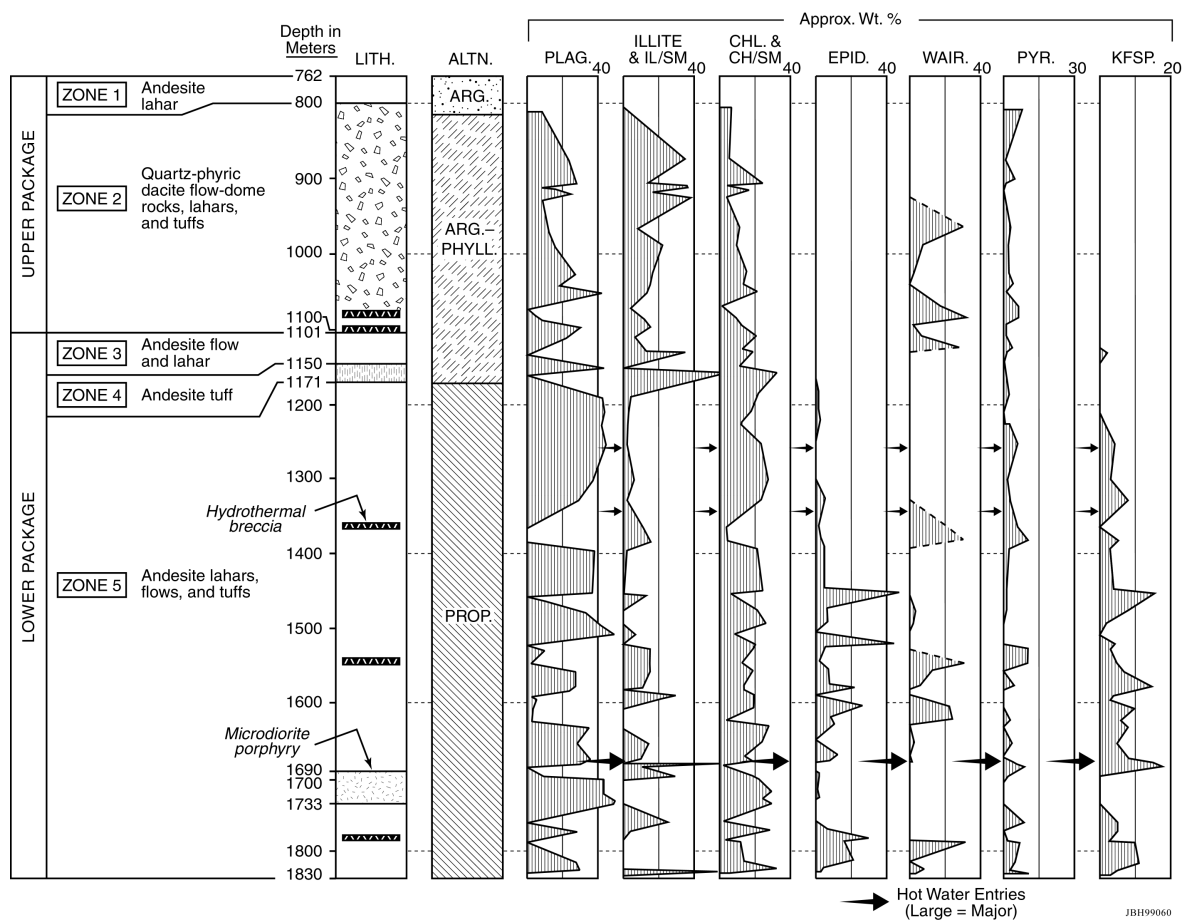 Approx. Wt. %
Depth in
Meters
LITH.
ALTN.
PLAG.
40
ILLITE
& IL/SM
40
CHL. &
CH/SM
40
EPID.
40
WAIR.
40
PYR.
30
KFSP.
20
UPPER PACKAGE
LOWER PACKAGE
ZONE 1
Andesite
lahar
ZONE 2
Quartz-phyric
dacite flow-dome
rocks, lahars,
and tuffs
ZONE 3
Andesite flow
and lahar
ZONE 4
Andesite tuff
ZONE 5
Andesite lahars,
flows, and tuffs
Hydrothermal
breccia
Microdiorite
porphyry
762
800
900
1000
1100
1101
1150
1171
1200
1300
1400
1500
1600
1690
1700
1733
1800
1830
ARG.
ARG.–
PHYLL.
PROP.
Hot Water Entries
(Large = Major)
JBH99060